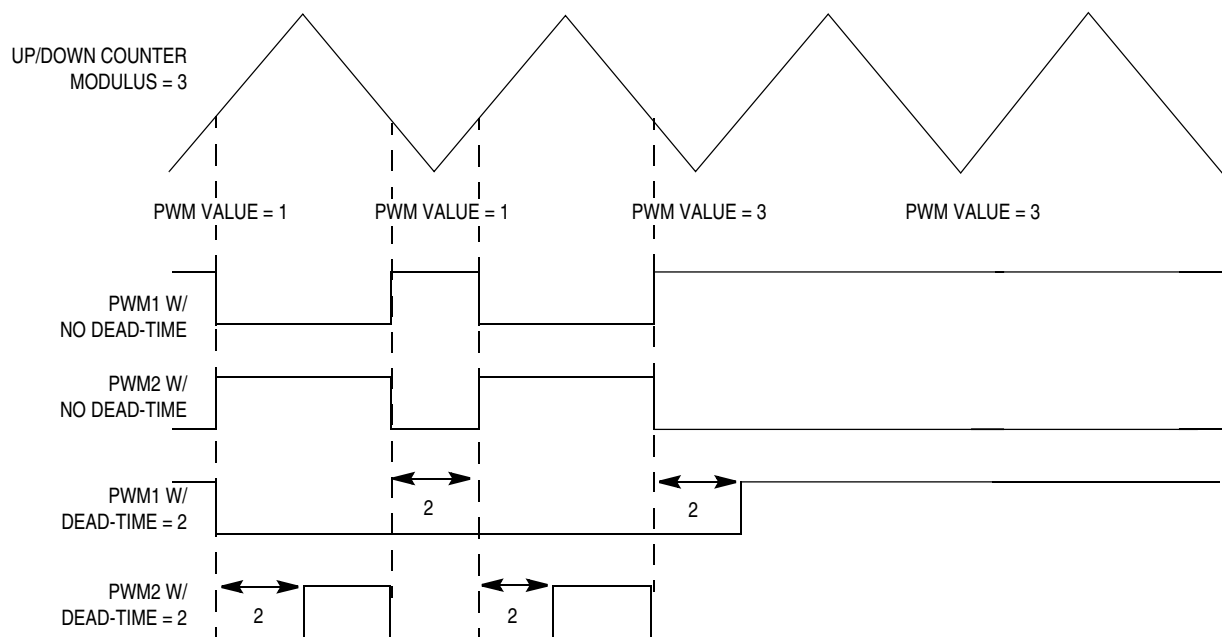 UP/DOWN COUNTER
MODULUS = 3
PWM VALUE = 1
PWM VALUE = 1
PWM VALUE = 3
PWM VALUE = 3
PWM1 W/
NO DEAD-TIME
PWM2 W/
NO DEAD-TIME
PWM1 W/
DEAD-TIME = 2
2
2
PWM2 W/
DEAD-TIME = 2
2
2